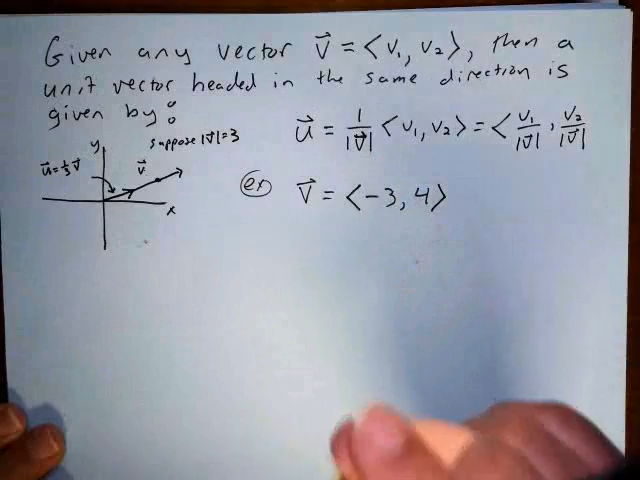 Given any vector v⃗ = ⟨v₁, v₂⟩, then a
unit vector headed in the same direction is
given by:
u⃗ = 1/|v⃗| ⟨v₁, v₂⟩ = ⟨ v₁/|v⃗| , v₂/|v⃗|
suppose |v⃗|=3
y
u⃗ = ⅓ v⃗
v⃗
x
ex v⃗ = ⟨-3, 4⟩